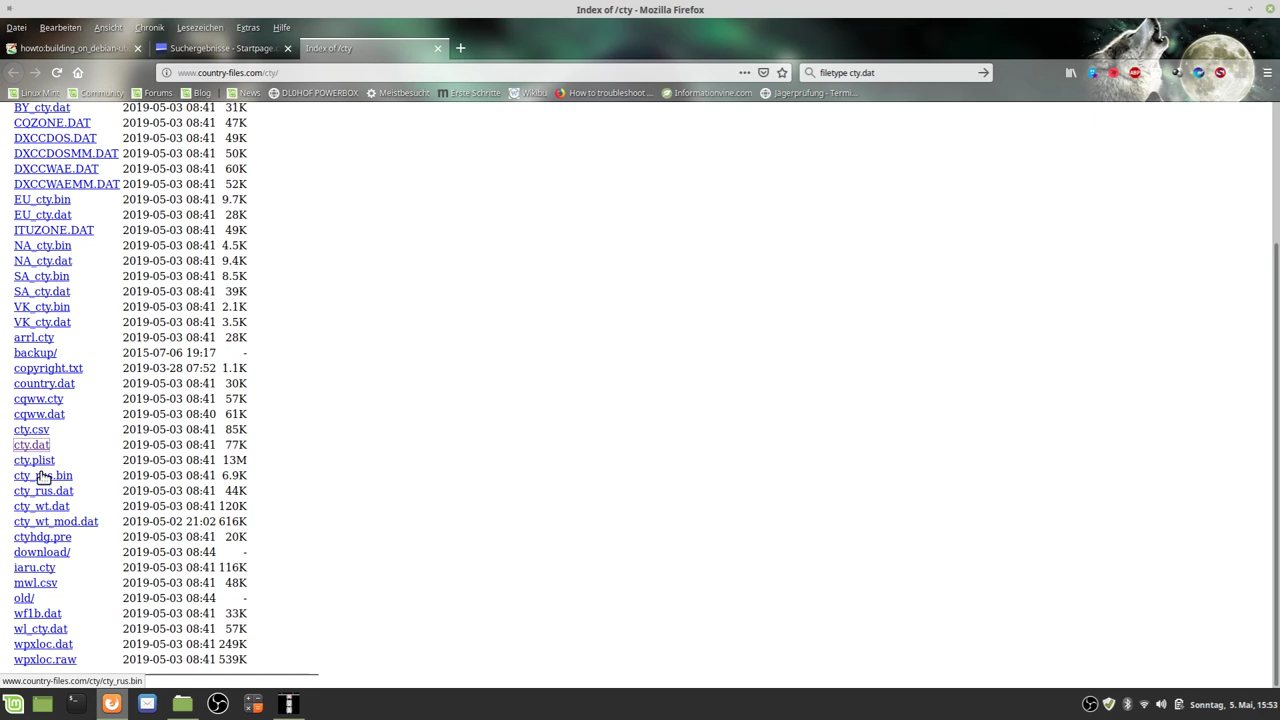 Index of /cty - Mozilla Firefox
Datei Bearbeiten Ansicht Chronik Lesezeichen Extras Hilfe
howto:building_on_debian-ub Suchergebnisse - Startpage.c Index of /cty
www.country-files.com/cty/ filetype cty.dat
Linux Mint Community Forums Blog News DL0HOF POWERBOX Meistbesucht Erste Schritte Wikibu How to troubleshoot ... Informationvine.com Jägerprüfung - Termi...
BY_cty.dat 2019-05-03 08:41 31K
CQZONE.DAT 2019-05-03 08:41 47K
DXCCDOS.DAT 2019-05-03 08:41 49K
DXCCDOSMM.DAT 2019-05-03 08:41 50K
DXCCWAE.DAT 2019-05-03 08:41 60K
DXCCWAEMM.DAT 2019-05-03 08:41 52K
EU_cty.bin 2019-05-03 08:41 9.7K
EU_cty.dat 2019-05-03 08:41 28K
ITUZONE.DAT 2019-05-03 08:41 49K
NA_cty.bin 2019-05-03 08:41 4.5K
NA_cty.dat 2019-05-03 08:41 9.4K
SA_cty.bin 2019-05-03 08:41 8.5K
SA_cty.dat 2019-05-03 08:41 39K
VK_cty.bin 2019-05-03 08:41 2.1K
VK_cty.dat 2019-05-03 08:41 3.5K
arrl.cty 2019-05-03 08:41 28K
backup/ 2015-07-06 19:17 -
copyright.txt 2019-03-28 07:52 1.1K
country.dat 2019-05-03 08:41 30K
cqww.cty 2019-05-03 08:41 57K
cqww.dat 2019-05-03 08:40 61K
cty.csv 2019-05-03 08:41 85K
cty.dat 2019-05-03 08:41 77K
cty.plist 2019-05-03 08:41 13M
cty_rus.bin 2019-05-03 08:41 6.9K
cty_rus.dat 2019-05-03 08:41 44K
cty_wt.dat 2019-05-03 08:41 120K
cty_wt_mod.dat 2019-05-02 21:02 616K
ctyhdg.pre 2019-05-03 08:41 20K
download/ 2019-05-03 08:44 -
iaru.cty 2019-05-03 08:41 116K
mwl.csv 2019-05-03 08:41 48K
old/ 2019-05-03 08:44 -
wf1b.dat 2019-05-03 08:41 33K
wl_cty.dat 2019-05-03 08:41 57K
wpxloc.dat 2019-05-03 08:41 249K
wpxloc.raw 2019-05-03 08:41 539K
www.country-files.com/cty/cty_rus.bin
Sonntag, 5. Mai, 15:53